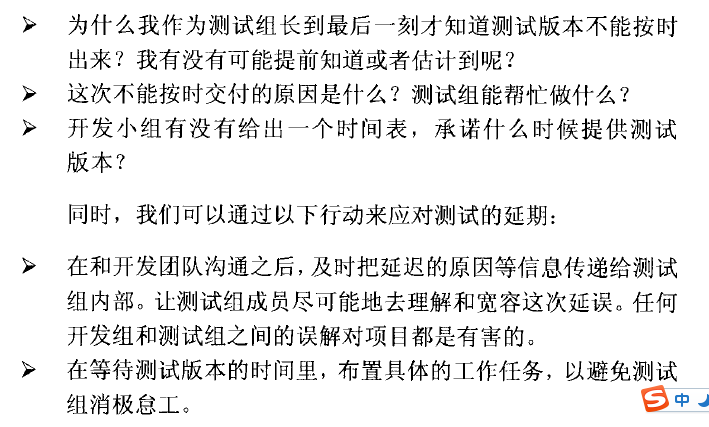 ➢ 为什么我作为测试组长到最后一刻才知道测试版本不能按时
出来？我有没有可能提前知道或者估计到呢？
➢ 这次不能按时交付的原因是什么？测试组能帮忙做什么？
➢ 开发小组有没有给出一个时间表，承诺什么时候提供测试
版本？
同时，我们可以通过以下行动来应对测试的延期：
➢ 在和开发团队沟通之后，及时把延迟的原因等信息传递给测试
组内部。让测试组成员尽可能地去理解和宽容这次延误。任何
开发组和测试组之间的误解对项目都是有害的。
➢ 在等待测试版本的时间里，布置具体的工作任务，以避免测试
组消极怠工。
S 中